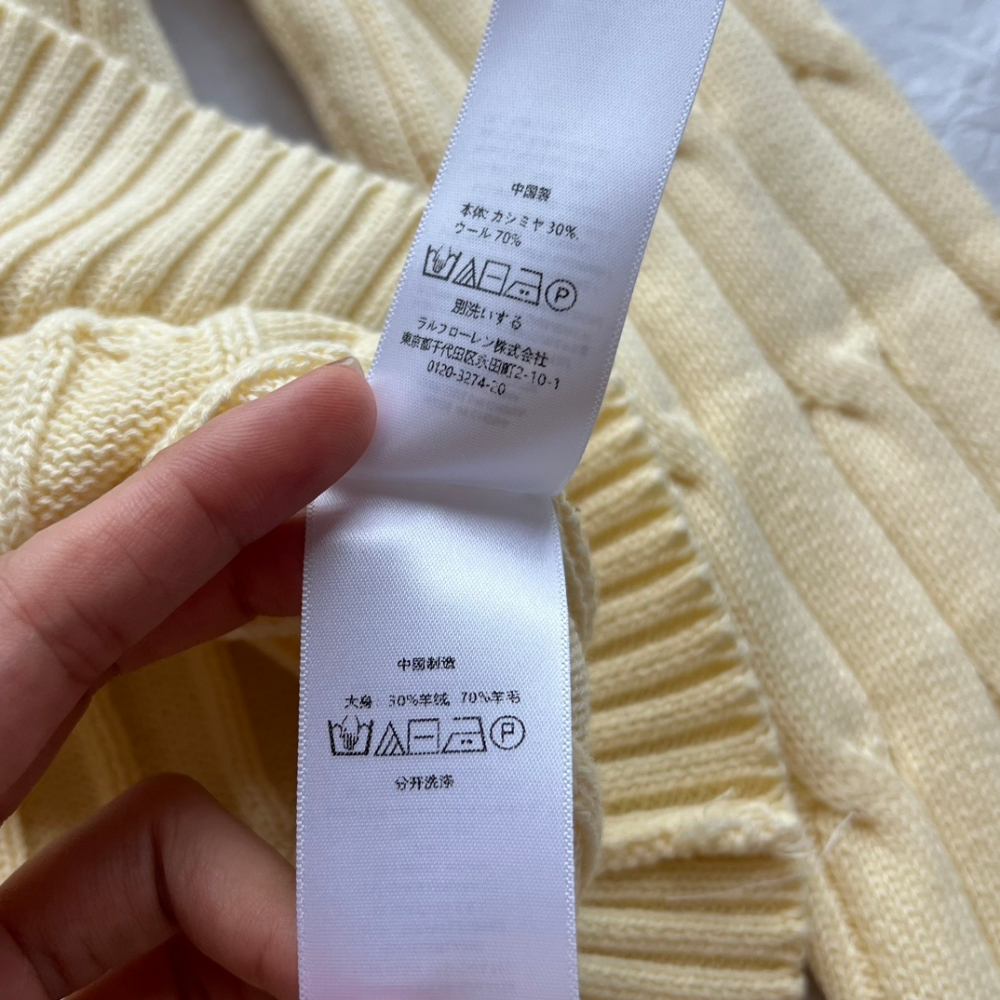 中国製
本体: カシミヤ 30%.
ウール 70%
P
別洗いする
ラルフローレン株式会社
東京都千代田区永田町2-10-1
0120-3274-20
中国制造
大身 30%羊绒 70%羊毛
P
分开洗涤